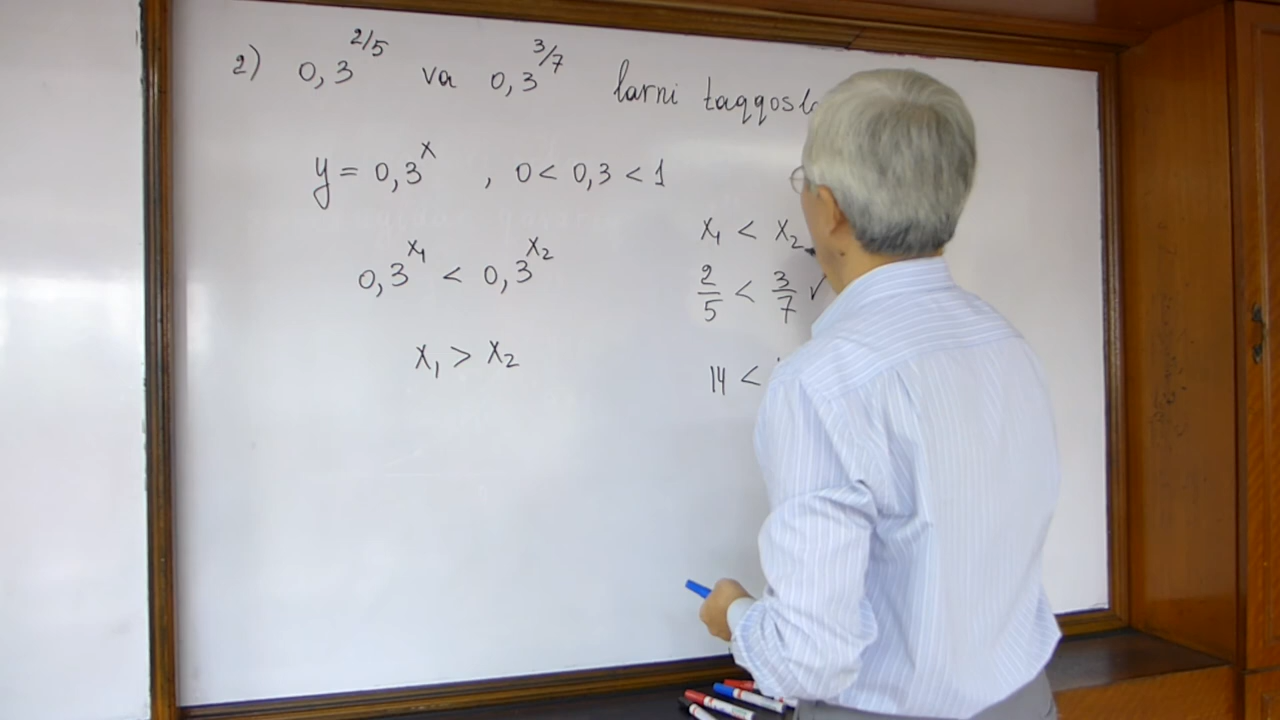 2) 0,3^{2/5} va 0,3^{3/7} larni
y = 0,3^x , 0 < 0,3 < 1
x₁ < x₂
0,3^{x₁} < 0,3^{x₂}
2/5 < 3/7 ✓
x₁ > x₂
14 <